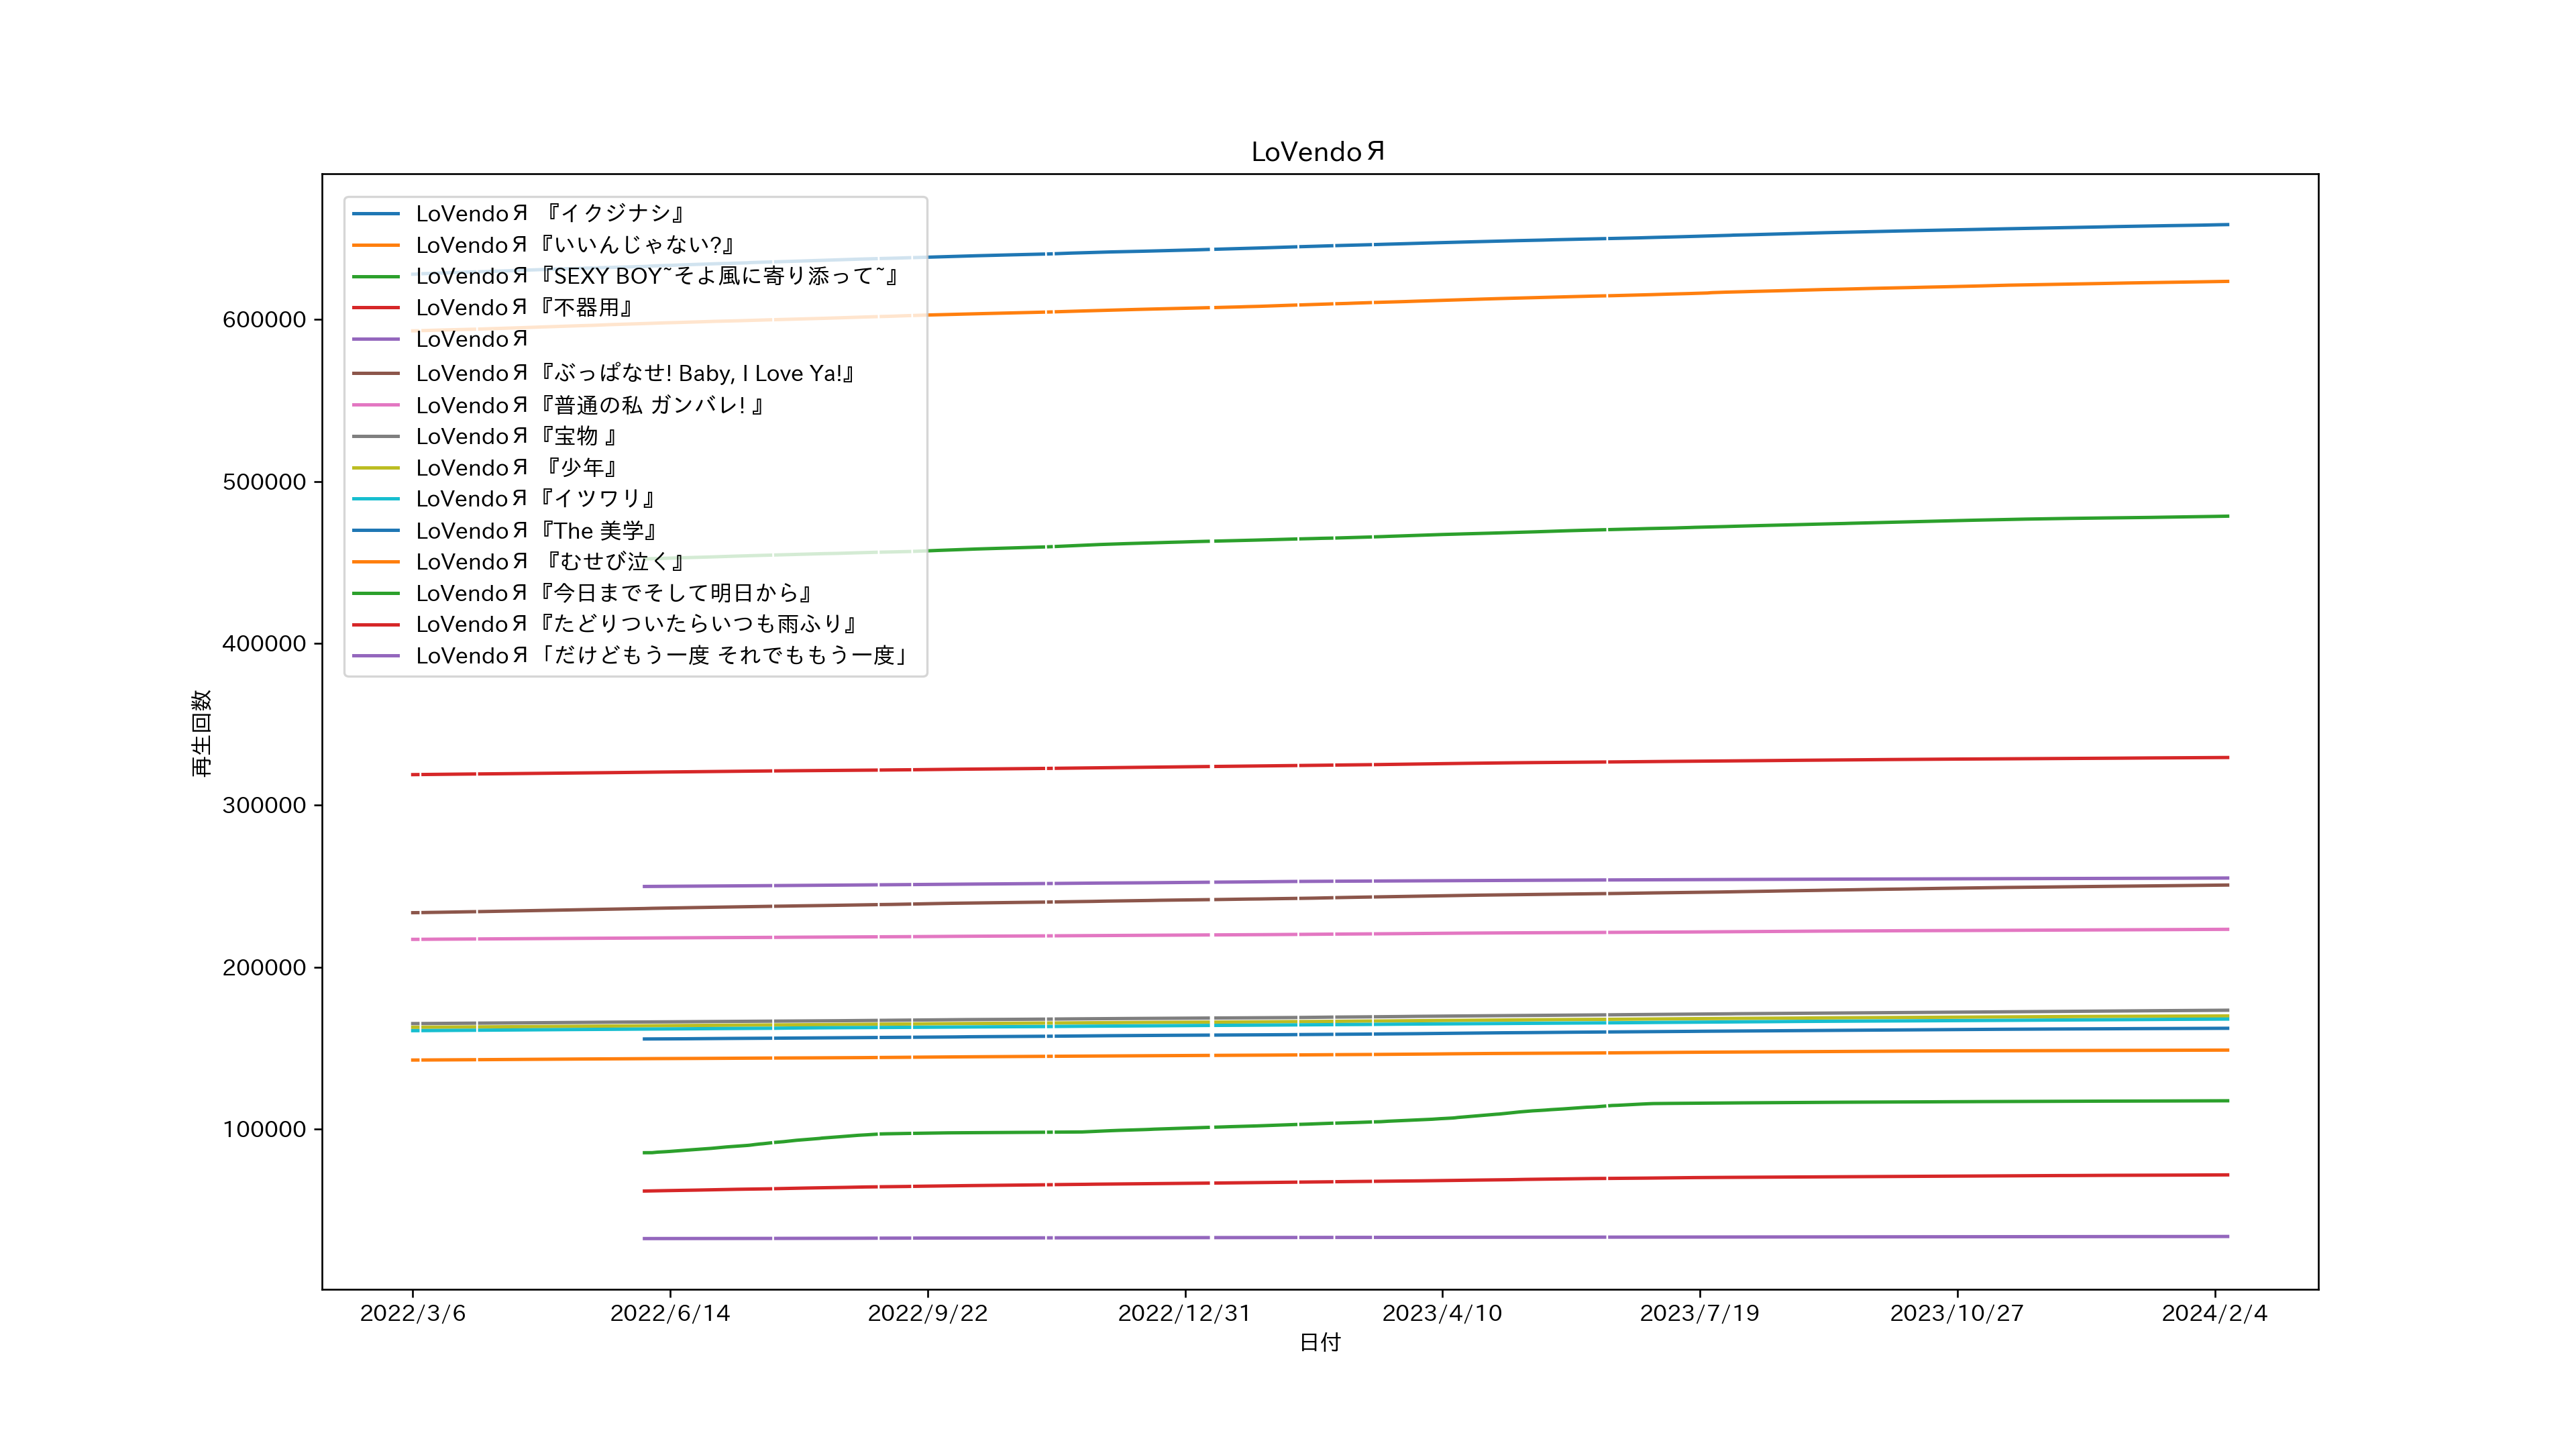 LoVendoЯ
LoVendoЯ 『イクジナシ』
LoVendoЯ『いいんじゃない?』
LoVendoЯ『SEXY BOY~そよ風に寄り添って~』
LoVendoЯ『不器用』
LoVendoЯ
LoVendoЯ『ぶっぱなせ! Baby, I Love Ya!』
LoVendoЯ『普通の私 ガンバレ! 』
LoVendoЯ『宝物 』
LoVendoЯ 『少年』
LoVendoЯ『イツワリ』
LoVendoЯ『The 美学』
LoVendoЯ 『むせび泣く』
LoVendoЯ『今日までそして明日から』
LoVendoЯ『たどりついたらいつも雨ふり』
LoVendoЯ「だけどもう一度 それでももう一度」
再生回数
600000
500000
400000
300000
200000
100000
2022/3/6 2022/6/14 2022/9/22 2022/12/31 2023/4/10 2023/7/19 2023/10/27 2024/2/4
日付